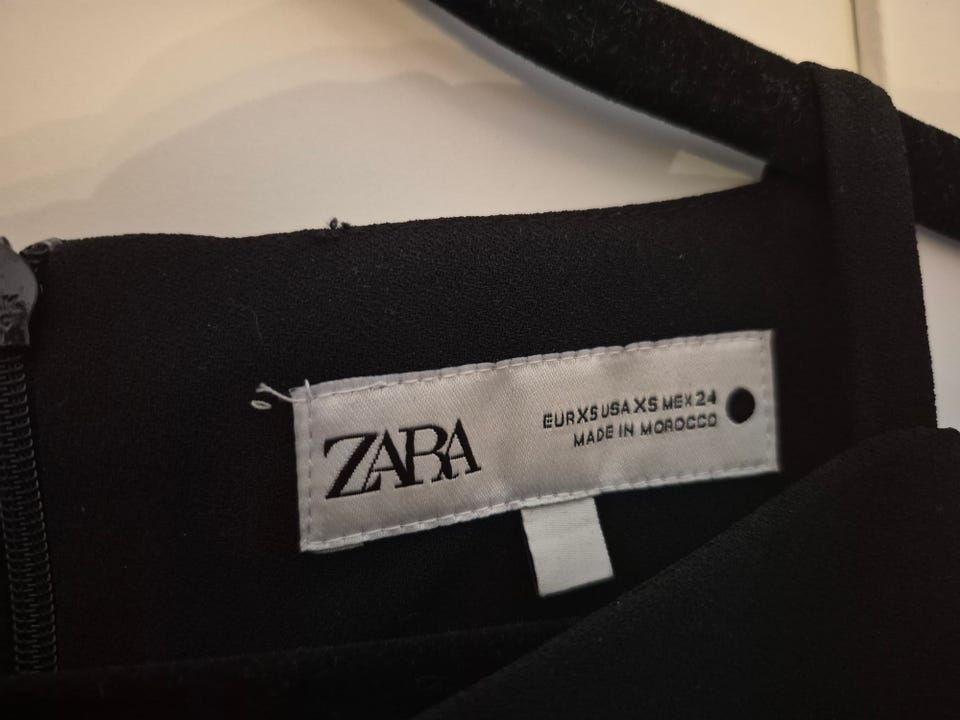 ZARA
EUR XS USA XS MEX 24
MADE IN MOROCCO